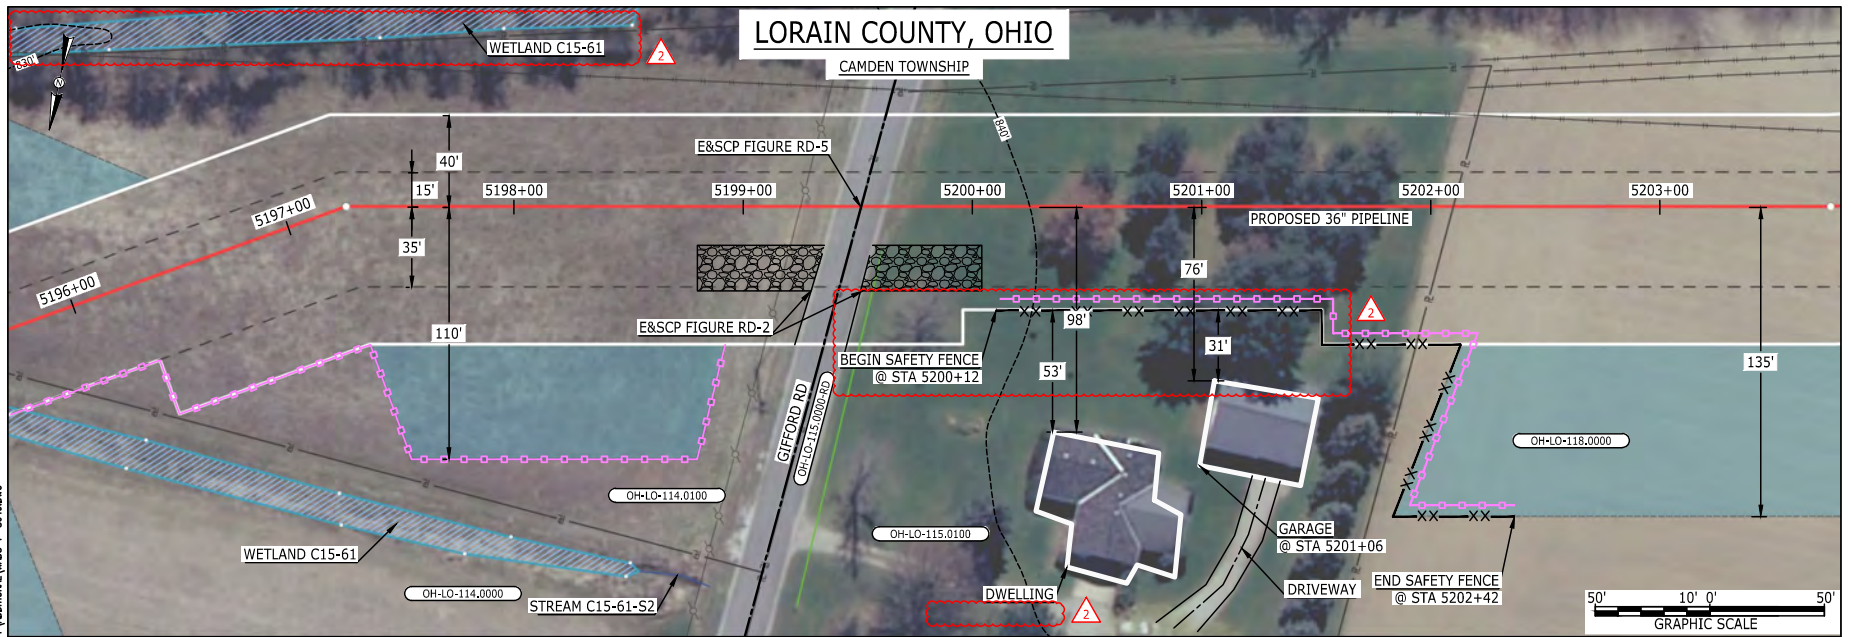 LORAIN COUNTY, OHIO
CAMDEN TOWNSHIP
WETLAND C15-61
2
830'
N
840'
E&SCP FIGURE RD-5
40'
15'
35'
110'
5196+00
5197+00
5198+00
5199+00
5200+00
5201+00
5202+00
5203+00
PROPOSED 36" PIPELINE
76'
98'
53'
31'
135'
2
E&SCP FIGURE RD-2
BEGIN SAFETY FENCE
@ STA 5200+12
GIFFORD RD
OH-LO-115.0000-RD
OH-LO-118.0000
OH-LO-114.0100
OH-LO-115.0100
WETLAND C15-61
OH-LO-114.0000
STREAM C15-61-S2
GARAGE
@ STA 5201+06
DRIVEWAY
DWELLING
2
END SAFETY FENCE
@ STA 5202+42
50' 10' 0' 50'
GRAPHIC SCALE